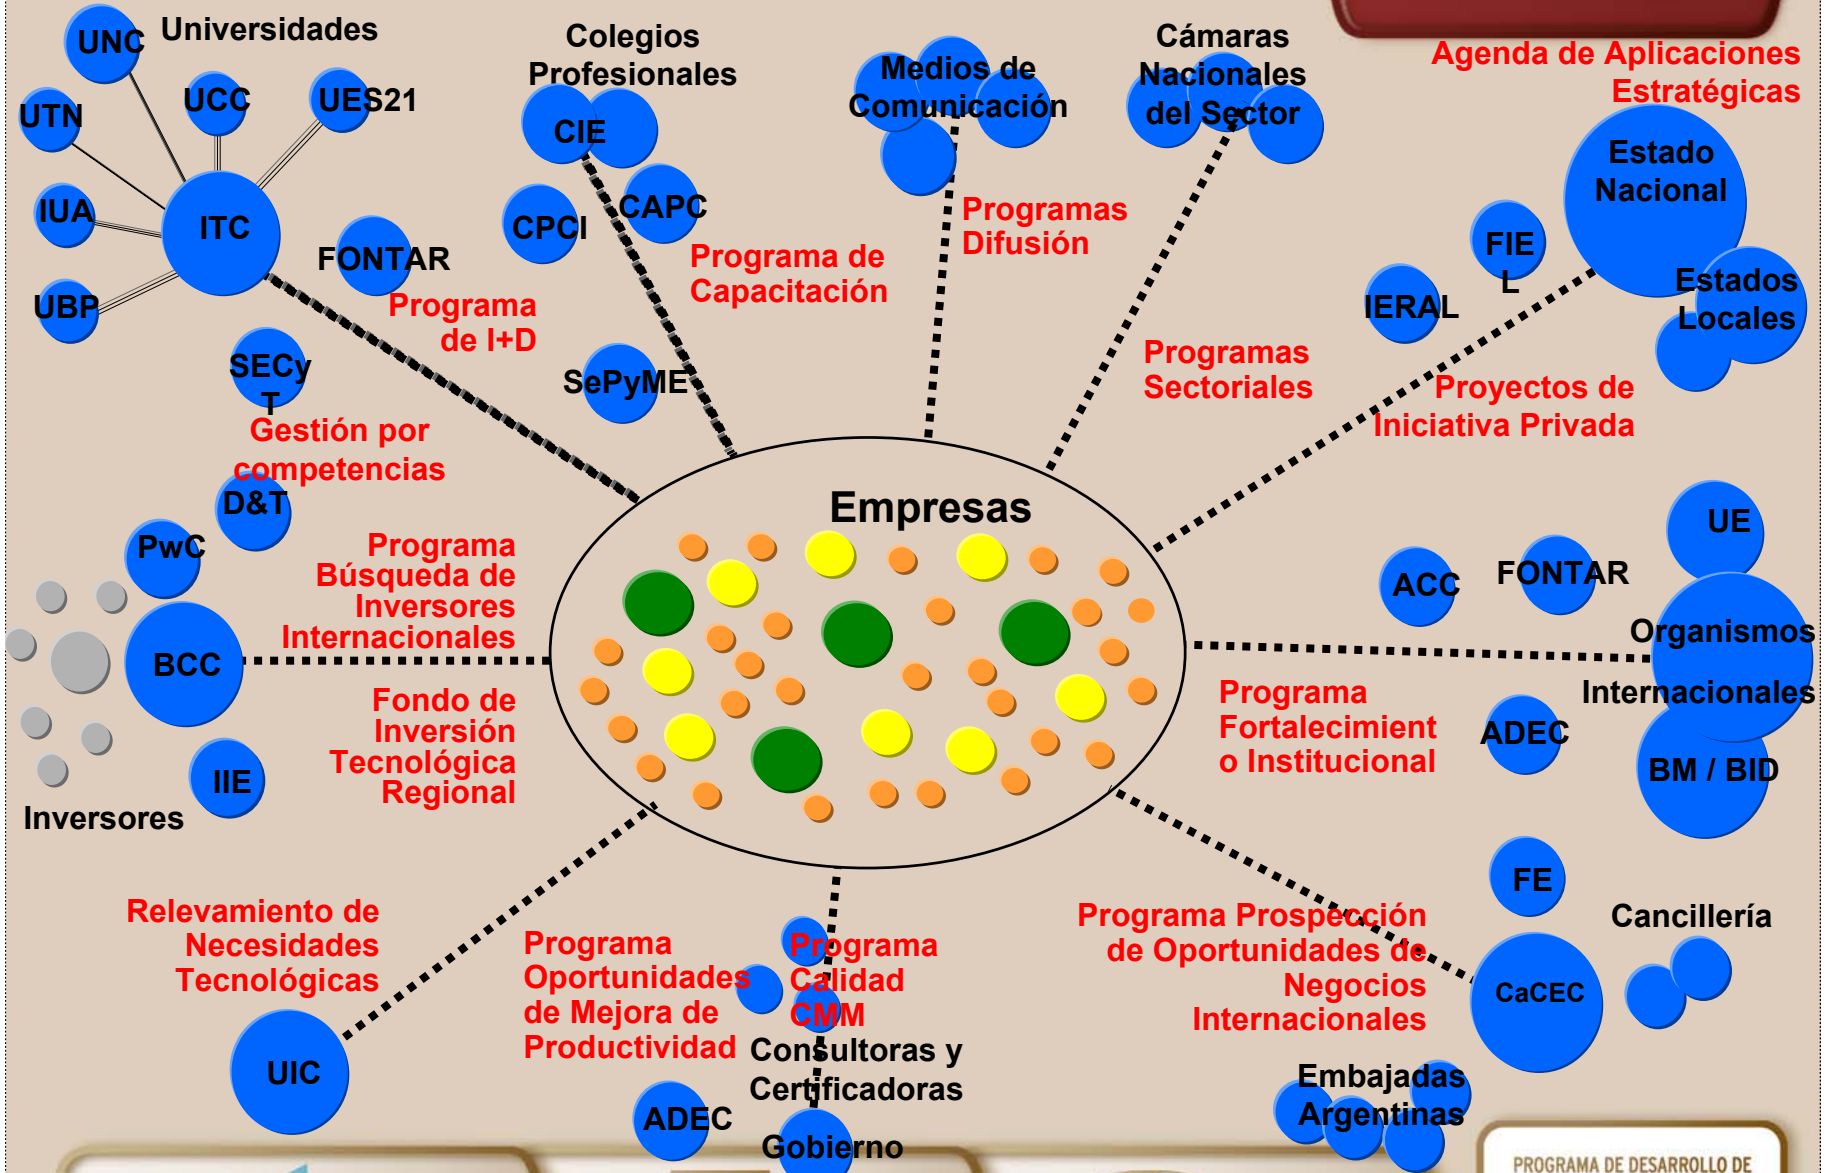 UNC
Universidades
UTN
UCC
UES21
IUA
ITC
UBP
FONTAR
Programa
de I+D
SECy
T
Gestión por
competencias
Colegios
Profesionales
CIE
CPCI
CAPC
Programa de
Capacitación
SePyME
Medios de
Comunicación
Programas
Difusión
Cámaras
Nacionales
del Sector
Programas
Sectoriales
Agenda de Aplicaciones
Estratégicas
Estado
Nacional
FIE
L
IERAL
Estados
Locales
Proyectos de
Iniciativa Privada
D&T
PwC
Programa
Búsqueda de
Inversores
Internacionales
BCC
Fondo de
Inversión
Tecnológica
Regional
IIE
Inversores
Empresas
UE
ACC
FONTAR
Organismos
Internacionales
Programa
Fortalecimient
o Institucional
ADEC
BM / BID
Relevamiento de
Necesidades
Tecnológicas
UIC
Programa
Oportunidades
de Mejora de
Productividad
Programa
Calidad
CMM
Consultoras y
Certificadoras
ADEC
Gobierno
Programa Prospección
de Oportunidades de
Negocios
Internacionales
FE
Cancillería
CaCEC
Embajadas
Argentinas
PROGRAMA DE DESARROLLO DE